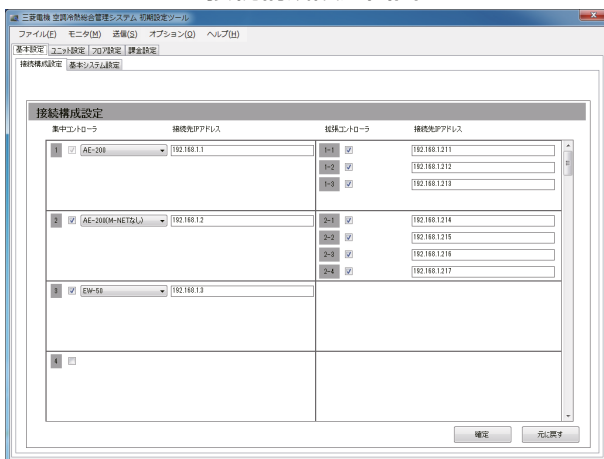 三菱電機 空調冷熱総合管理システム 初期設定ツール
ファイル(F) モニタ(M) 送信(S) オプション(O) ヘルプ(H)
基本設定 ユニット設定 フロア設定 課金設定
接続構成設定 基本システム設定
接続構成設定
集中コントローラ 接続先IPアドレス 拡張コントローラ 接続先IPアドレス
1 AE-200 192.168.1.1 1-1 192.168.1.211
1-2 192.168.1.212
1-3 192.168.1.213
2 AE-200(M-NETなし) 192.168.1.2 2-1 192.168.1.214
2-2 192.168.1.215
2-3 192.168.1.216
2-4 192.168.1.217
3 EW-50 192.168.1.3
4
確定 元に戻す